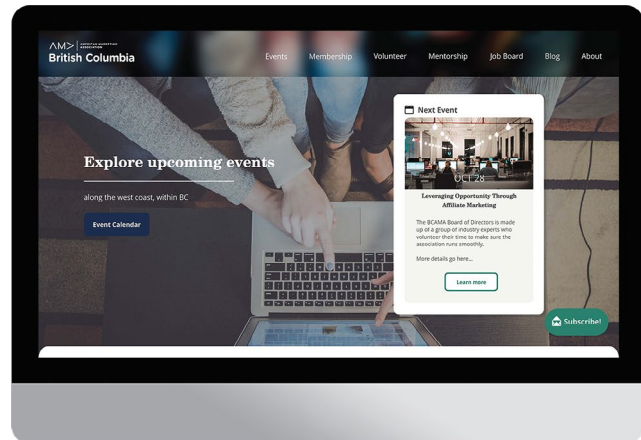 AMERICAN MARKETING
ASSOCIATION
British Columbia
Events Membership Volunteer Mentorship Job Board Blog About
Explore upcoming events
along the west coast, within BC
Event Calendar
Next Event
OCT 28
Leveraging Opportunity Through
Affiliate Marketing
The BCAMA Board of Directors is made
up of a group of industry experts who
volunteer their time to make sure the
association runs smoothly.
More details go here...
Learn more
Subscribe!